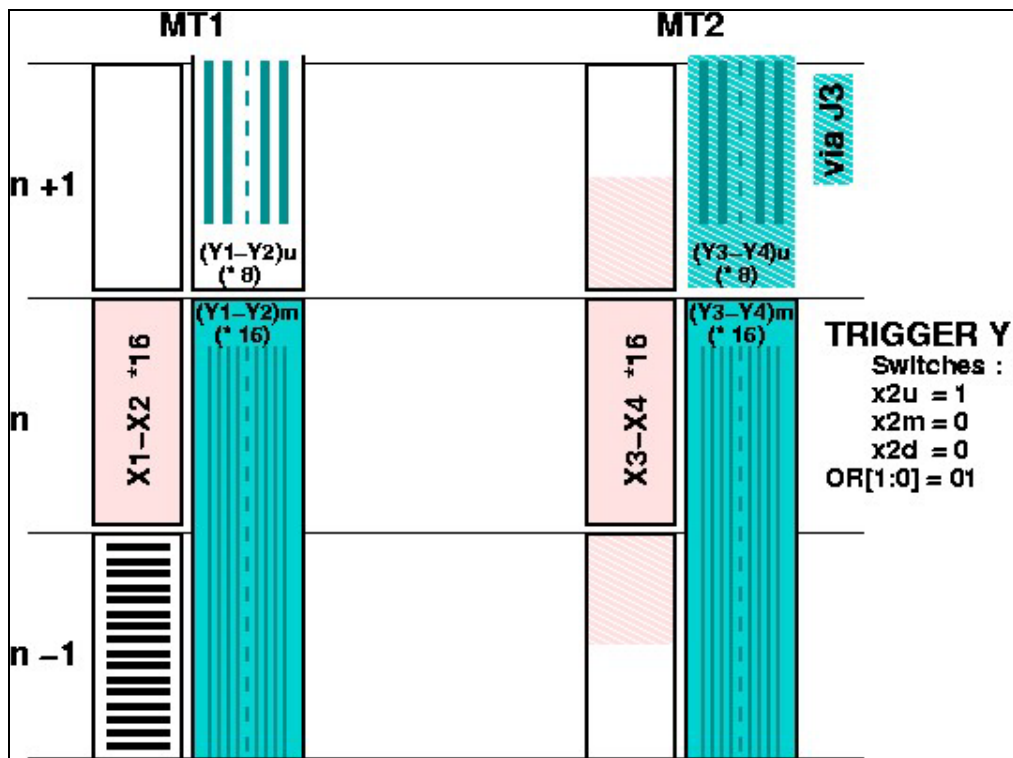 MT1
MT2
n +1
(Y1–Y2)u
(* 8)
(Y3–Y4)u
(* 8)
via J3
n
X1–X2 *16
(Y1–Y2)m
(* 16)
X3–X4 *16
(Y3–Y4)m
(* 16)
TRIGGER Y
Switches :
x2u = 1
x2m = 0
x2d = 0
OR[1:0] = 01
n –1